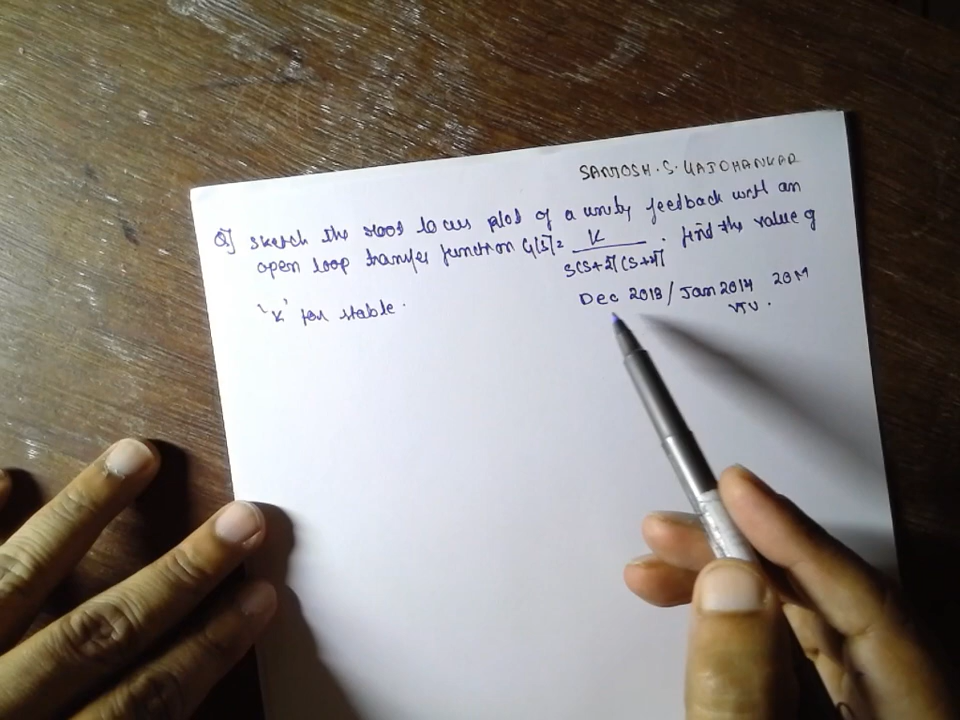 SANTOSH.S.
Q] sketch the root locus plot of a unity feedback with an
open loop transfer function G(s)= K
s(s+2)(s+4) . find the value of
'K' for stable.
Dec 2013/Jan 2014 20M
VTU.